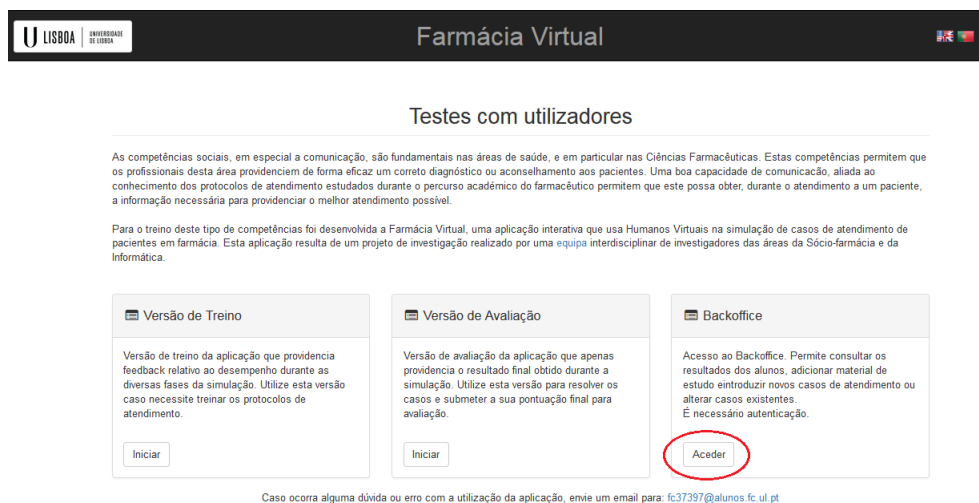 U LISBOA | UNIVERSIDADE
DE LISBOA
Farmácia Virtual
Testes com utilizadores
As competências sociais, em especial a comunicação, são fundamentais nas áreas de saúde, e em particular nas Ciências Farmacêuticas. Estas competências permitem que
os profissionais desta área providenciem de forma eficaz um correto diagnóstico ou aconselhamento aos pacientes. Uma boa capacidade de comunicacão, aliada ao
conhecimento dos protocolos de atendimento estudados durante o percurso académico do farmacêutico permitem que este possa obter, durante o atendimento a um paciente,
a informação necessária para providenciar o melhor atendimento possível.
Para o treino deste tipo de competências foi desenvolvida a Farmácia Virtual, uma aplicação interativa que usa Humanos Virtuais na simulação de casos de atendimento de
pacientes em farmácia. Esta aplicação resulta de um projeto de investigação realizado por uma equipa interdisciplinar de investigadores das áreas da Sócio-farmácia e da
Informática.
Versão de Treino
Versão de treino da aplicação que providencia
feedback relativo ao desempenho durante as
diversas fases da simulação. Utilize esta versão
caso necessite treinar os protocolos de
atendimento.
Iniciar
Versão de Avaliação
Versão de avaliação da aplicação que apenas
providencia o resultado final obtido durante a
simulação. Utilize esta versão para resolver os
casos e submeter a sua pontuação final para
avaliação.
Iniciar
Backoffice
Acesso ao Backoffice. Permite consultar os
resultados dos alunos, adicionar material de
estudo eintroduzir novos casos de atendimento ou
alterar casos existentes.
É necessário autenticação.
Aceder
Caso ocorra alguma dúvida ou erro com a utilização da aplicação, envie um email para: fc37397@alunos.fc.ul.pt